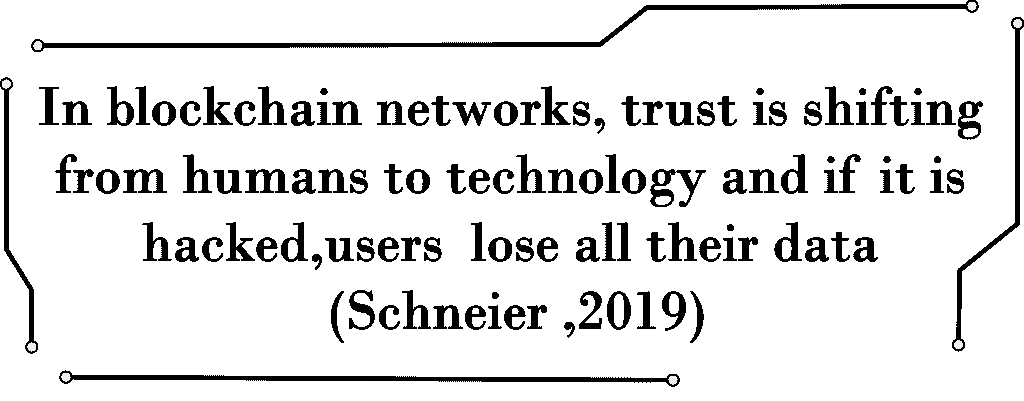 In blockchain networks, trust is shifting
from humans to technology and if it is
hacked,users lose all their data
(Schneier ,2019)